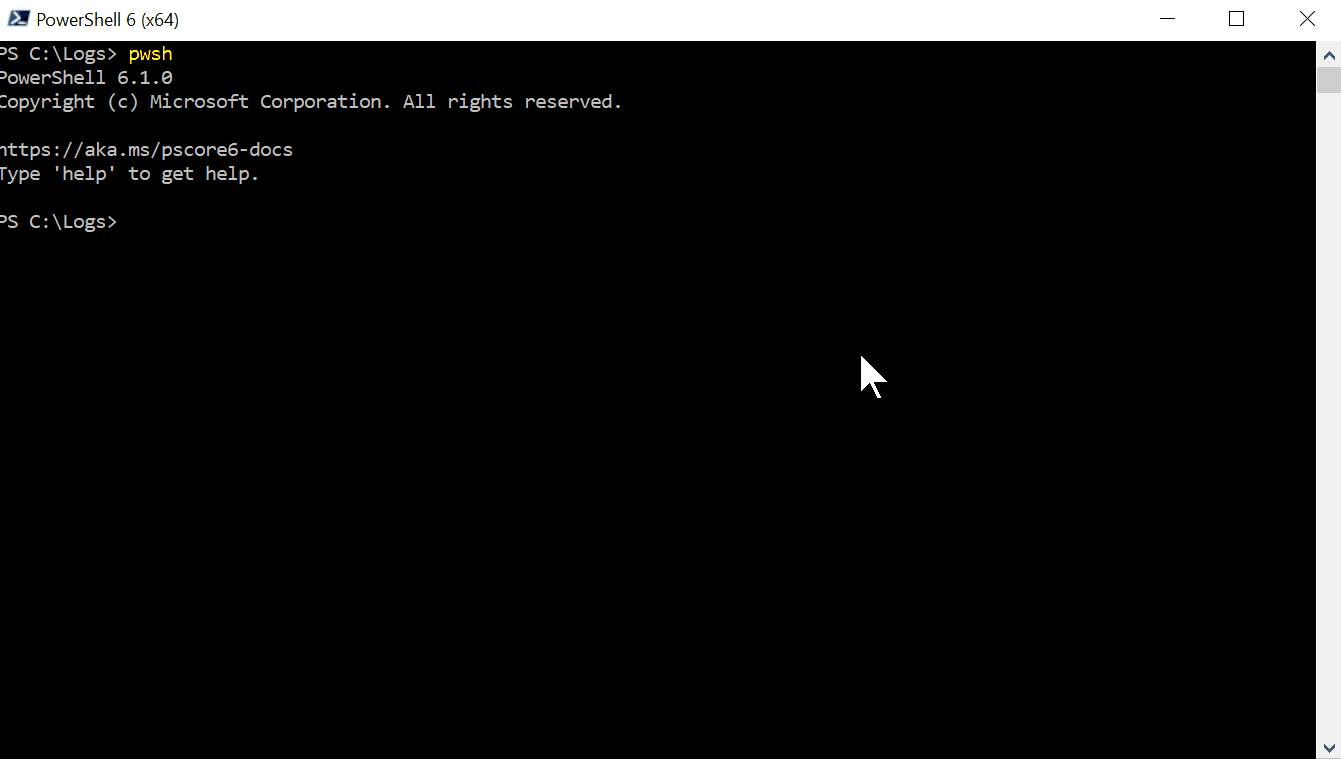 PowerShell 6 (x64)
PS C:\Logs> pwsh
PowerShell 6.1.0
Copyright (c) Microsoft Corporation. All rights reserved.
https://aka.ms/pscore6-docs
Type 'help' to get help.
PS C:\Logs>